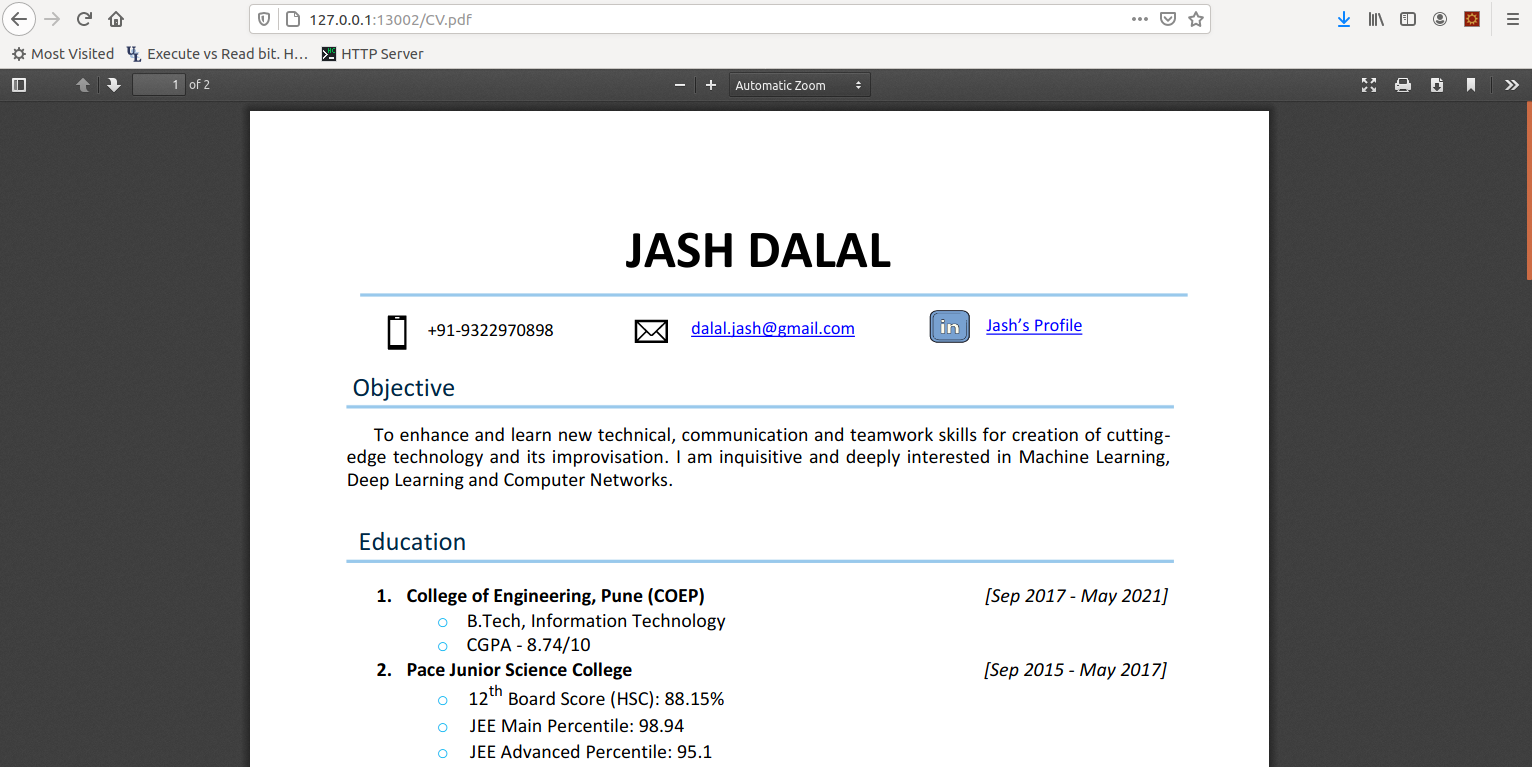 127.0.0.1:13002/CV.pdf
Most Visited Execute vs Read bit. H... HTTP Server
1 of 2 Automatic Zoom
JASH DALAL
+91-9322970898 dalal.jash@gmail.com in Jash’s Profile
Objective
To enhance and learn new technical, communication and teamwork skills for creation of cutting-
edge technology and its improvisation. I am inquisitive and deeply interested in Machine Learning,
Deep Learning and Computer Networks.
Education
1. College of Engineering, Pune (COEP) [Sep 2017 - May 2021]
o B.Tech, Information Technology
o CGPA - 8.74/10
2. Pace Junior Science College [Sep 2015 - May 2017]
o 12th Board Score (HSC): 88.15%
o JEE Main Percentile: 98.94
o JEE Advanced Percentile: 95.1